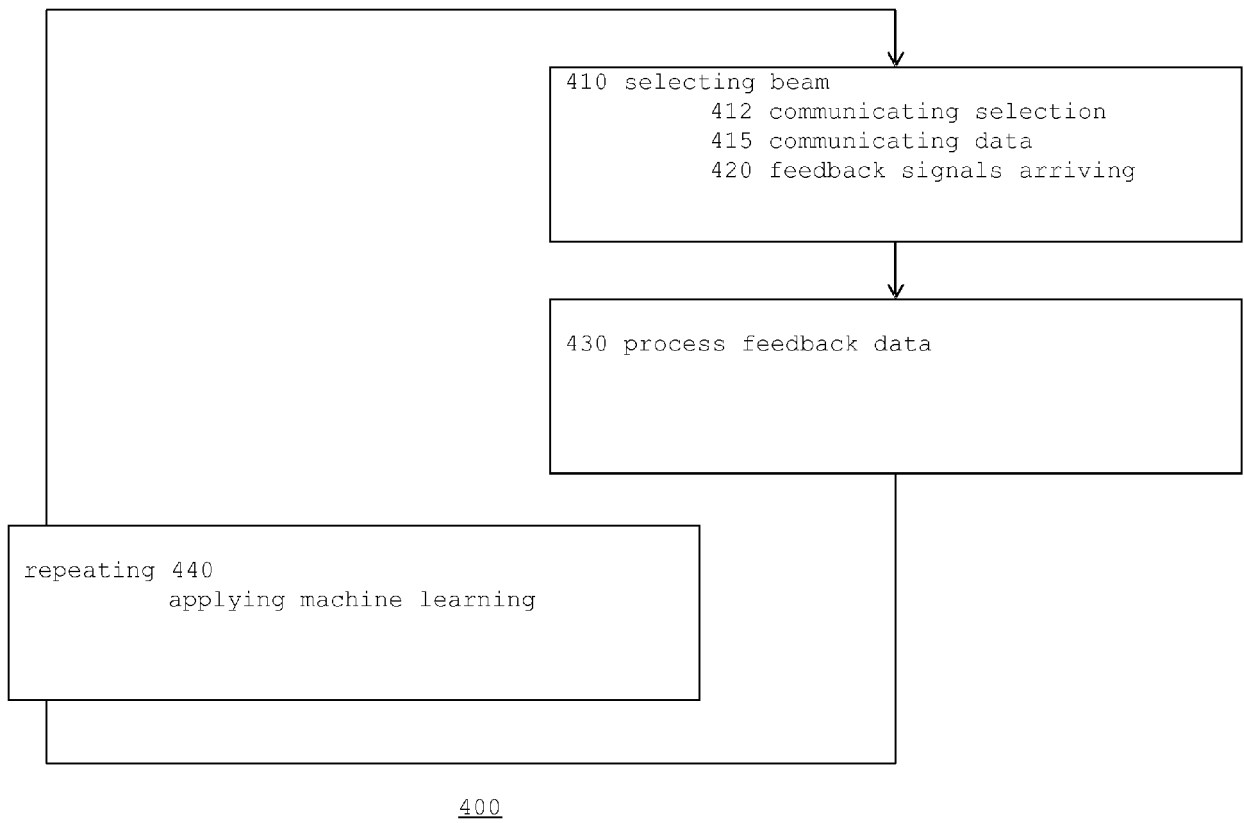 410 selecting beam
412 communicating selection
415 communicating data
420 feedback signals arriving
430 process feedback data
repeating 440
applying machine learning
400